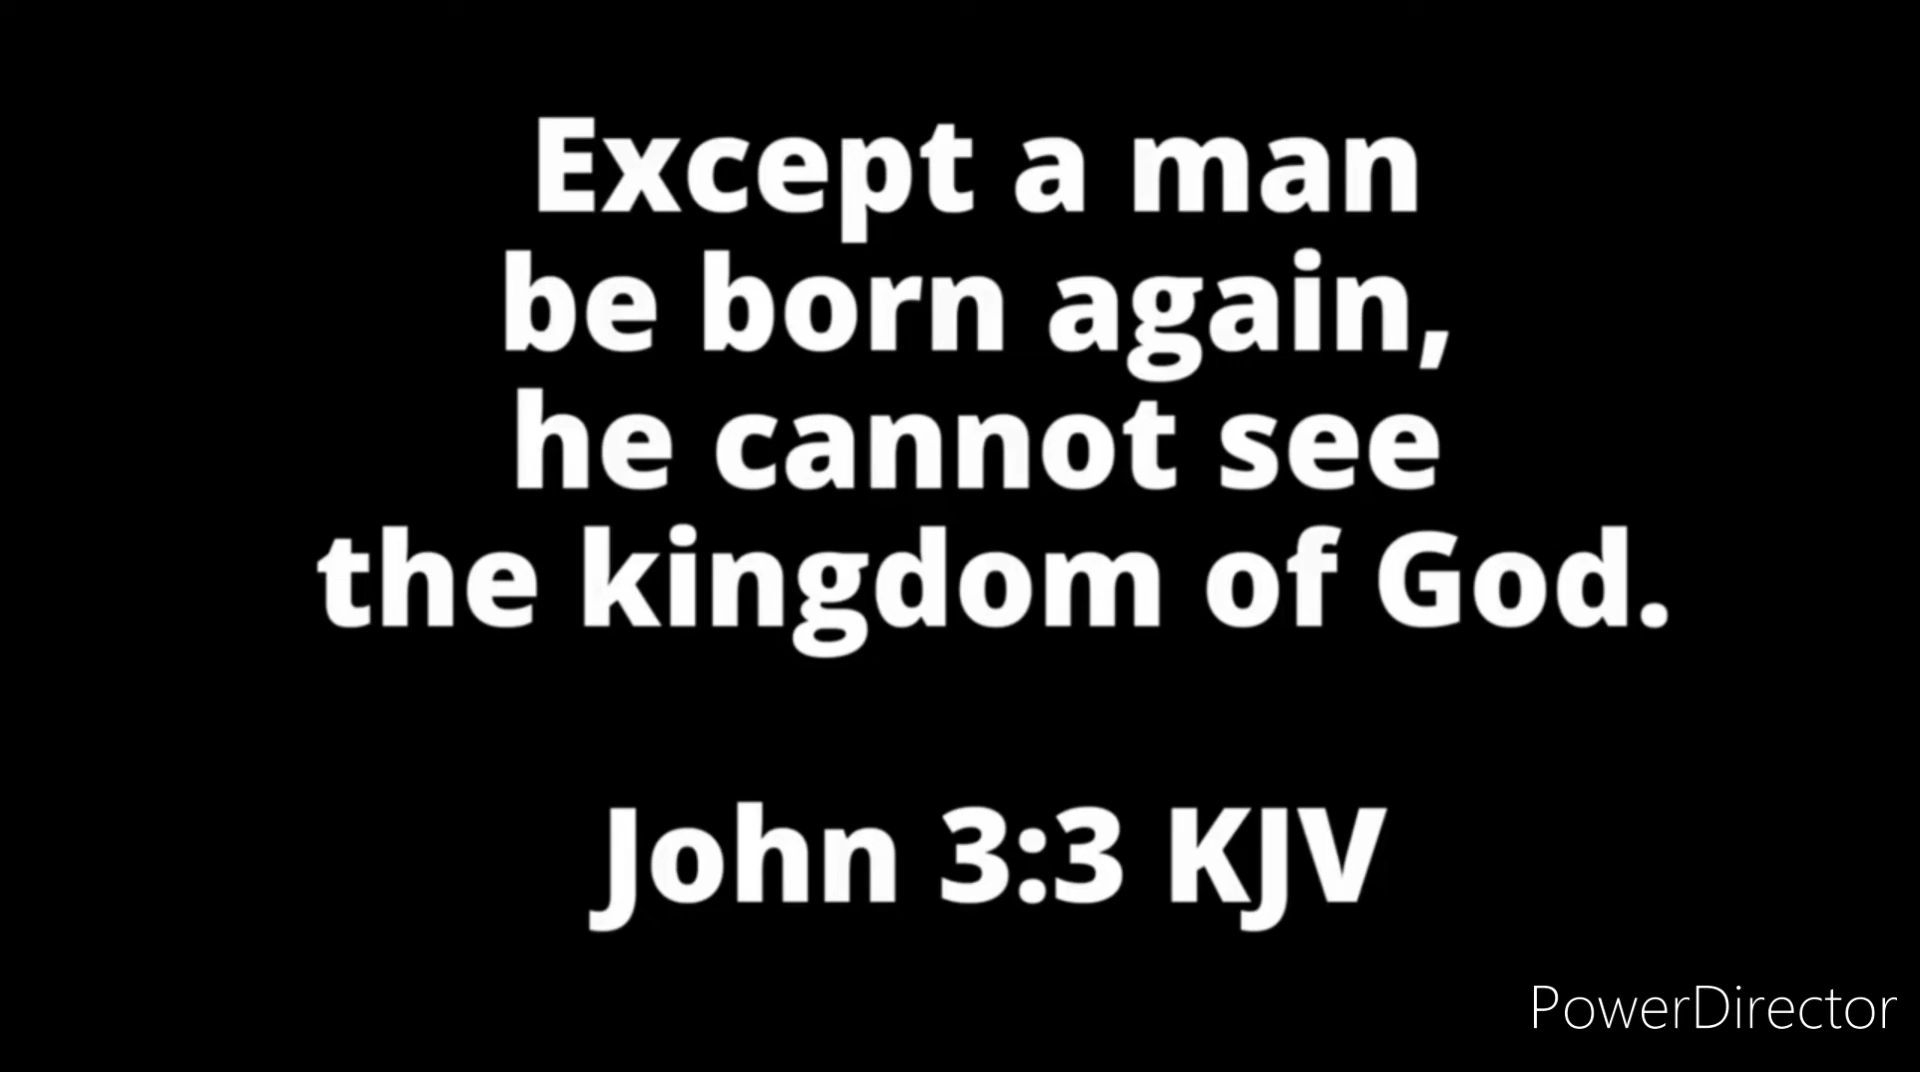 Except a man
be born again,
he cannot see
the kingdom of God.
John 3:3 KJV
PowerDirector